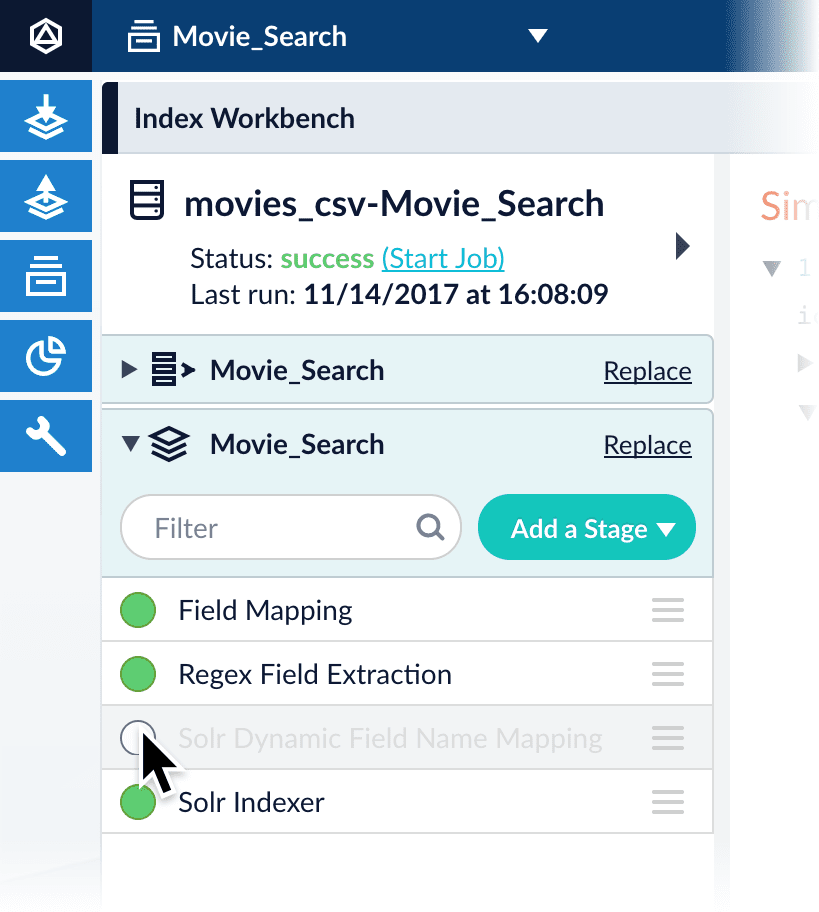 Movie_Search
Index Workbench
movies_csv-Movie_Search
Status: success (Start Job)
Last run: 11/14/2017 at 16:08:09
Movie_Search Replace
Movie_Search Replace
Filter Add a Stage
Field Mapping
Regex Field Extraction
Solr Dynamic Field Name Mapping
Solr Indexer
Sim
1